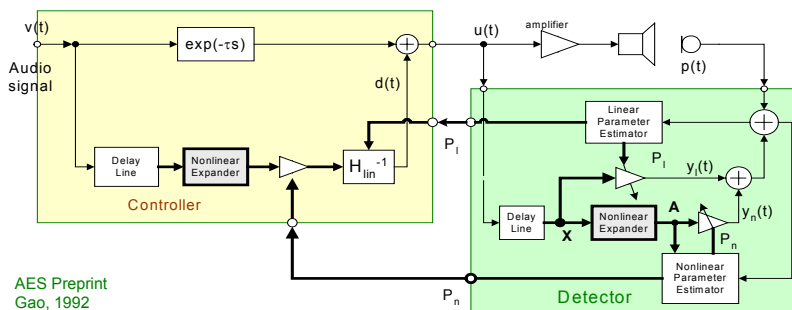 v(t)
Audio
signal
exp(-τs)
d(t)
Delay
Line
Nonlinear
Expander
H_lin^-1
Controller
u(t)
amplifier
p(t)
P_l
Linear
Parameter
Estimator
P_l
y_l(t)
y_n(t)
Delay
Line
X
Nonlinear
Expander
A
P_n
Nonlinear
Parameter
Estimator
P_n
Detector
AES Preprint
Gao, 1992